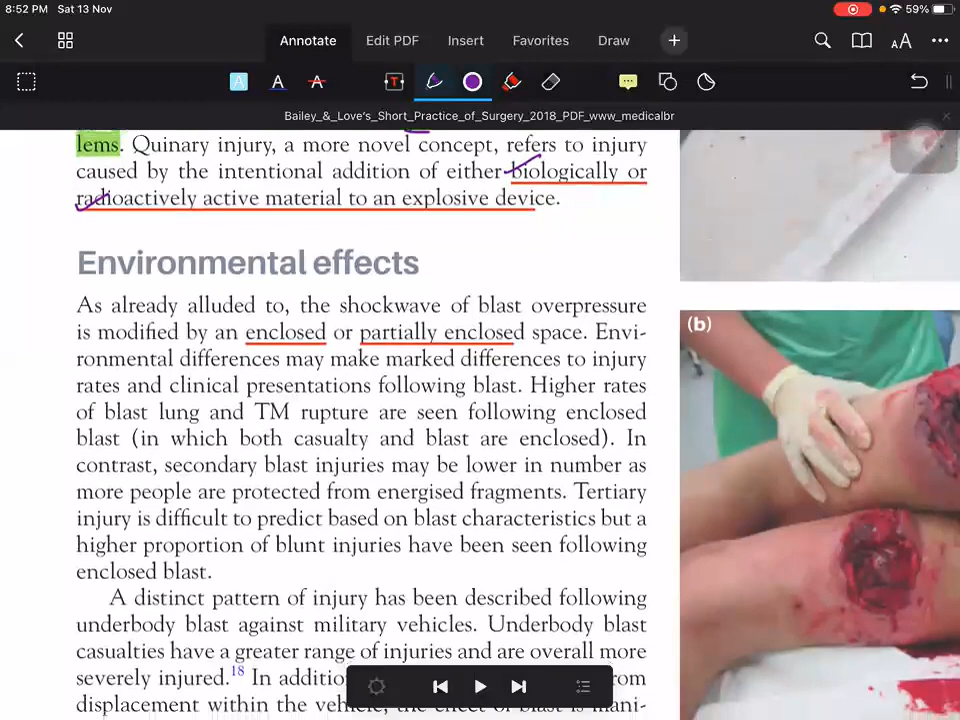 8:52 PM Sat 13 Nov 59%
Annotate Edit PDF Insert Favorites Draw
Bailey_&_Love's_Short_Practice_of_Surgery_2018_PDF_www_medicalbr
lems. Quinary injury, a more novel concept, refers to injury
caused by the intentional addition of either biologically or
radioactively active material to an explosive device.
Environmental effects
As already alluded to, the shockwave of blast overpressure
is modified by an enclosed or partially enclosed space. Envi-
ronmental differences may make marked differences to injury
rates and clinical presentations following blast. Higher rates
of blast lung and TM rupture are seen following enclosed
blast (in which both casualty and blast are enclosed). In
contrast, secondary blast injuries may be lower in number as
more people are protected from energised fragments. Tertiary
injury is difficult to predict based on blast characteristics but a
higher proportion of blunt injuries have been seen following
enclosed blast.
A distinct pattern of injury has been described following
underbody blast against military vehicles. Underbody blast
casualties have a greater range of injuries and are overall more
severely injured.18 In addition
displacement within the
(b)